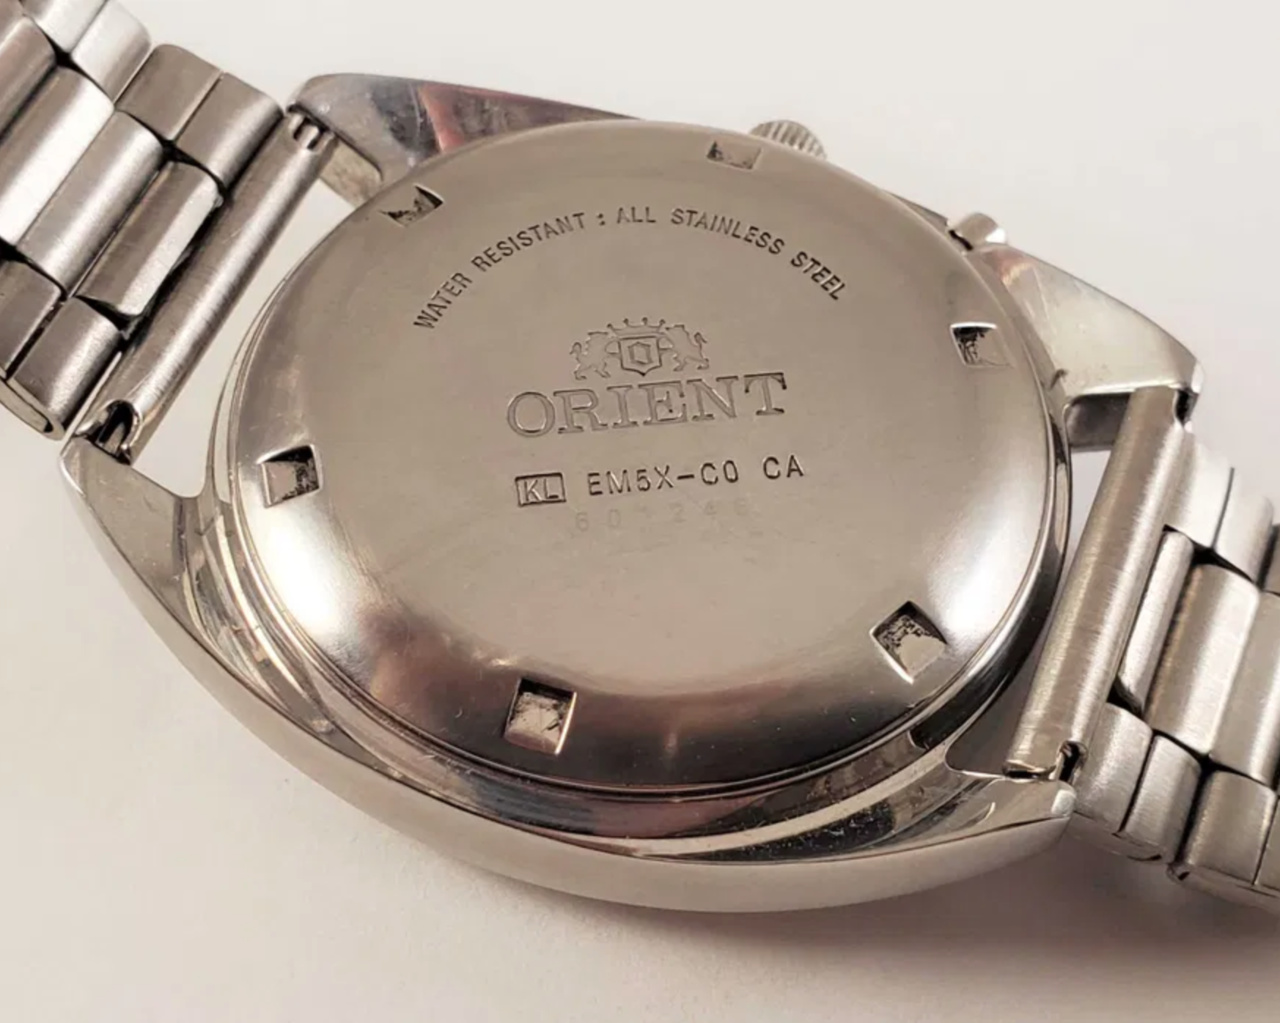 WATER RESISTANT : ALL STAINLESS STEEL
ORIENT
KL EM5X-C0 CA